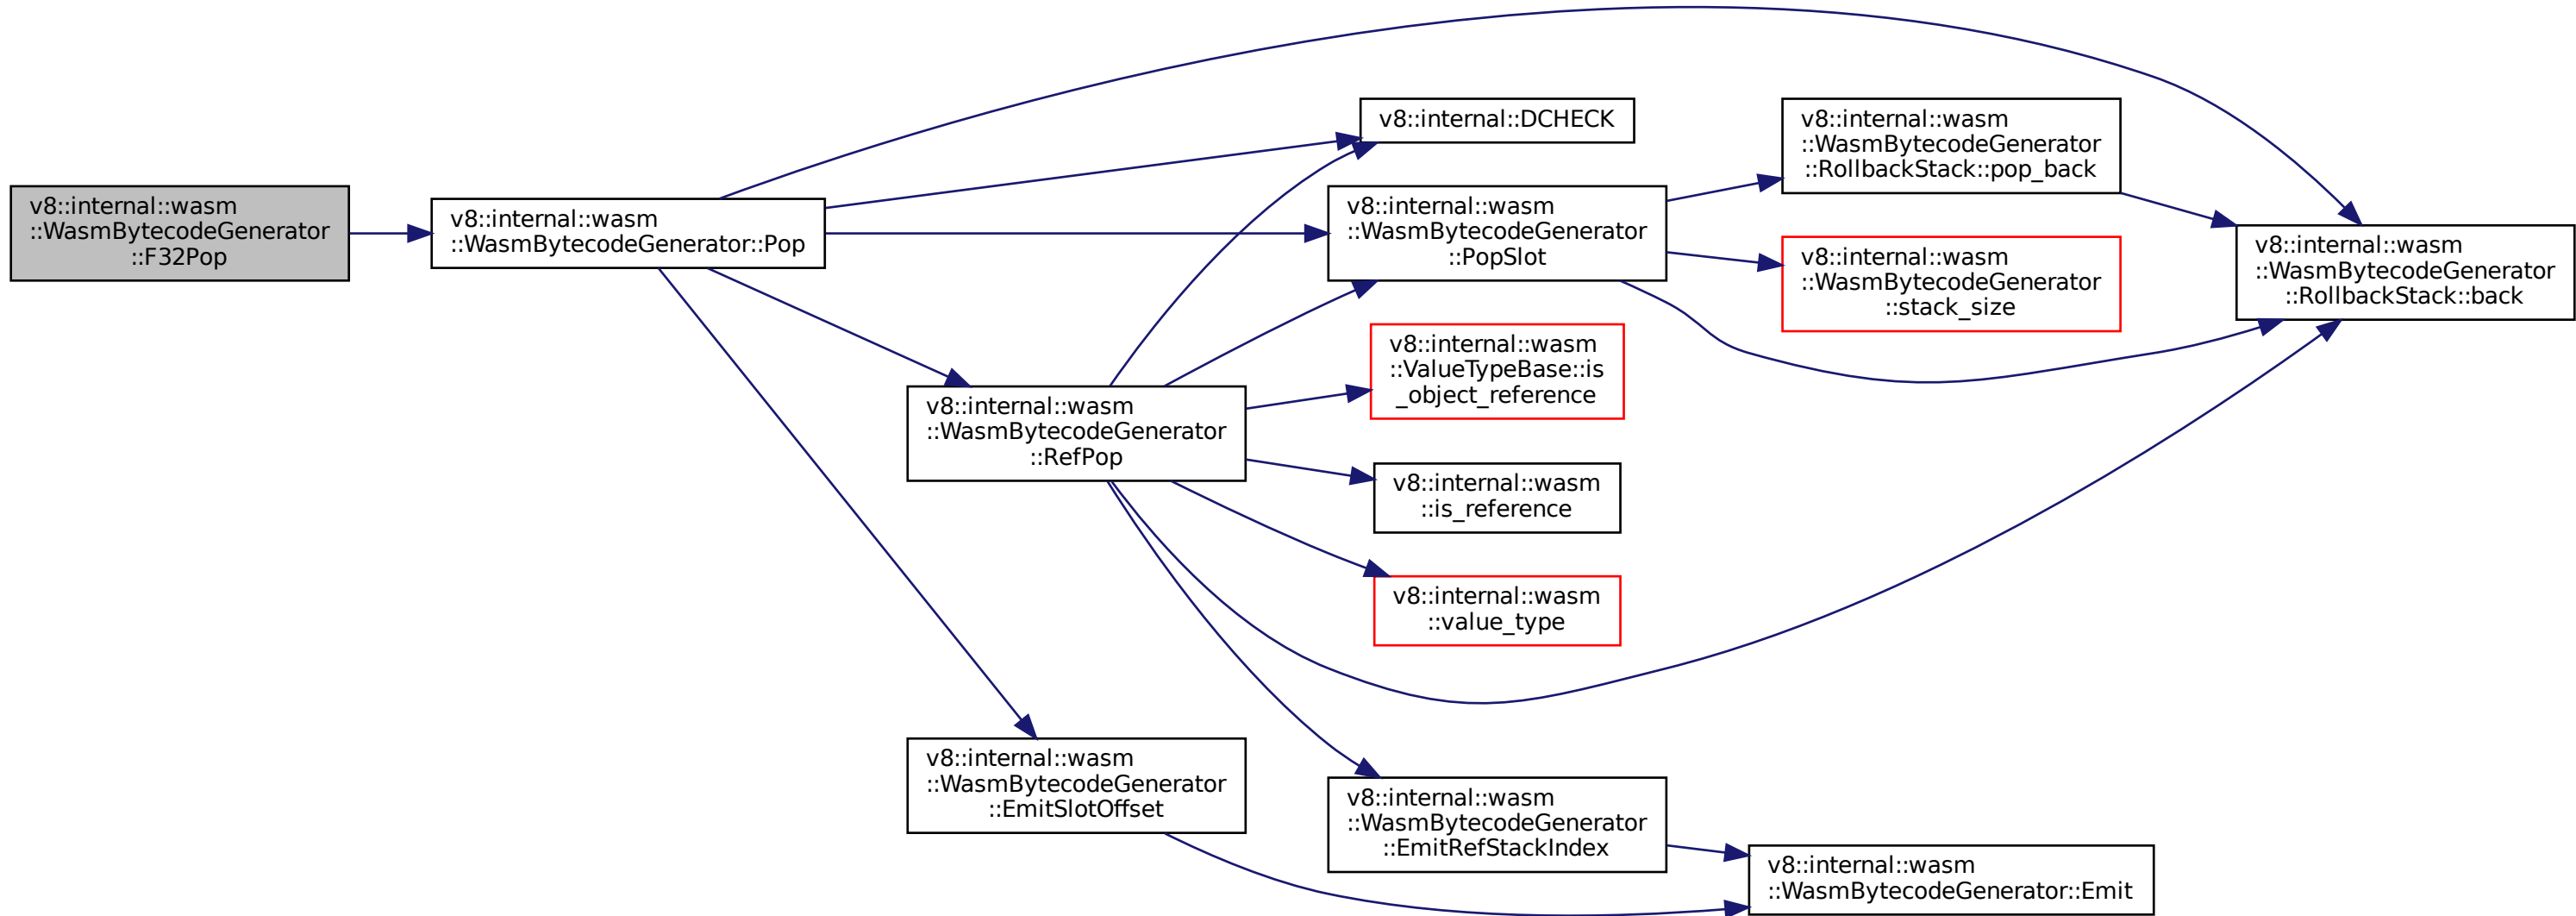 v8::internal::wasm
::WasmBytecodeGenerator
::F32Pop
v8::internal::wasm
::WasmBytecodeGenerator::Pop
v8::internal::DCHECK
v8::internal::wasm
::WasmBytecodeGenerator
::PopSlot
v8::internal::wasm
::WasmBytecodeGenerator
::RollbackStack::pop_back
v8::internal::wasm
::WasmBytecodeGenerator
::stack_size
v8::internal::wasm
::WasmBytecodeGenerator
::RollbackStack::back
v8::internal::wasm
::WasmBytecodeGenerator
::RefPop
v8::internal::wasm
::ValueTypeBase::is
_object_reference
v8::internal::wasm
::is_reference
v8::internal::wasm
::value_type
v8::internal::wasm
::WasmBytecodeGenerator
::EmitSlotOffset
v8::internal::wasm
::WasmBytecodeGenerator
::EmitRefStackIndex
v8::internal::wasm
::WasmBytecodeGenerator::Emit